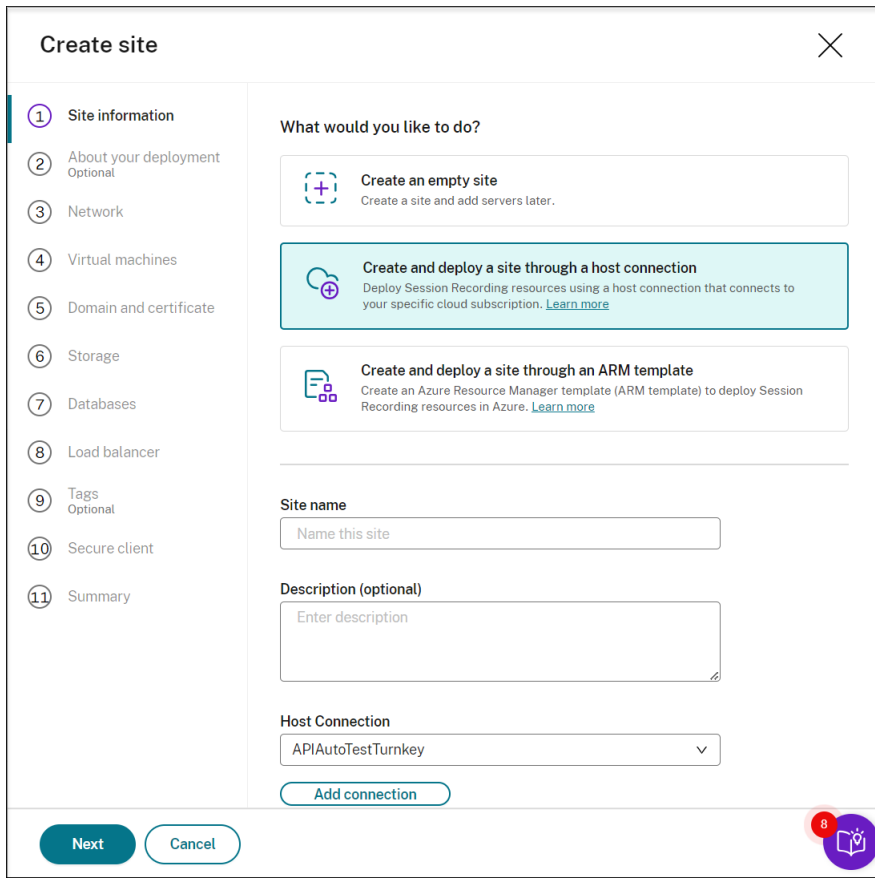 Create site
1
Site information
2
About your deployment
Optional
3
Network
4
Virtual machines
5
Domain and certificate
6
Storage
7
Databases
8
Load balancer
9
Tags
Optional
10
Secure client
11
Summary
What would you like to do?
Create an empty site
Create a site and add servers later.
Create and deploy a site through a host connection
Deploy Session Recording resources using a host connection that connects to
your specific cloud subscription. Learn more
Create and deploy a site through an ARM template
Create an Azure Resource Manager template (ARM template) to deploy Session
Recording resources in Azure. Learn more
Site name
Name this site
Description (optional)
Enter description
Host Connection
APIAutoTestTurnkey
Add connection
Next
Cancel
8